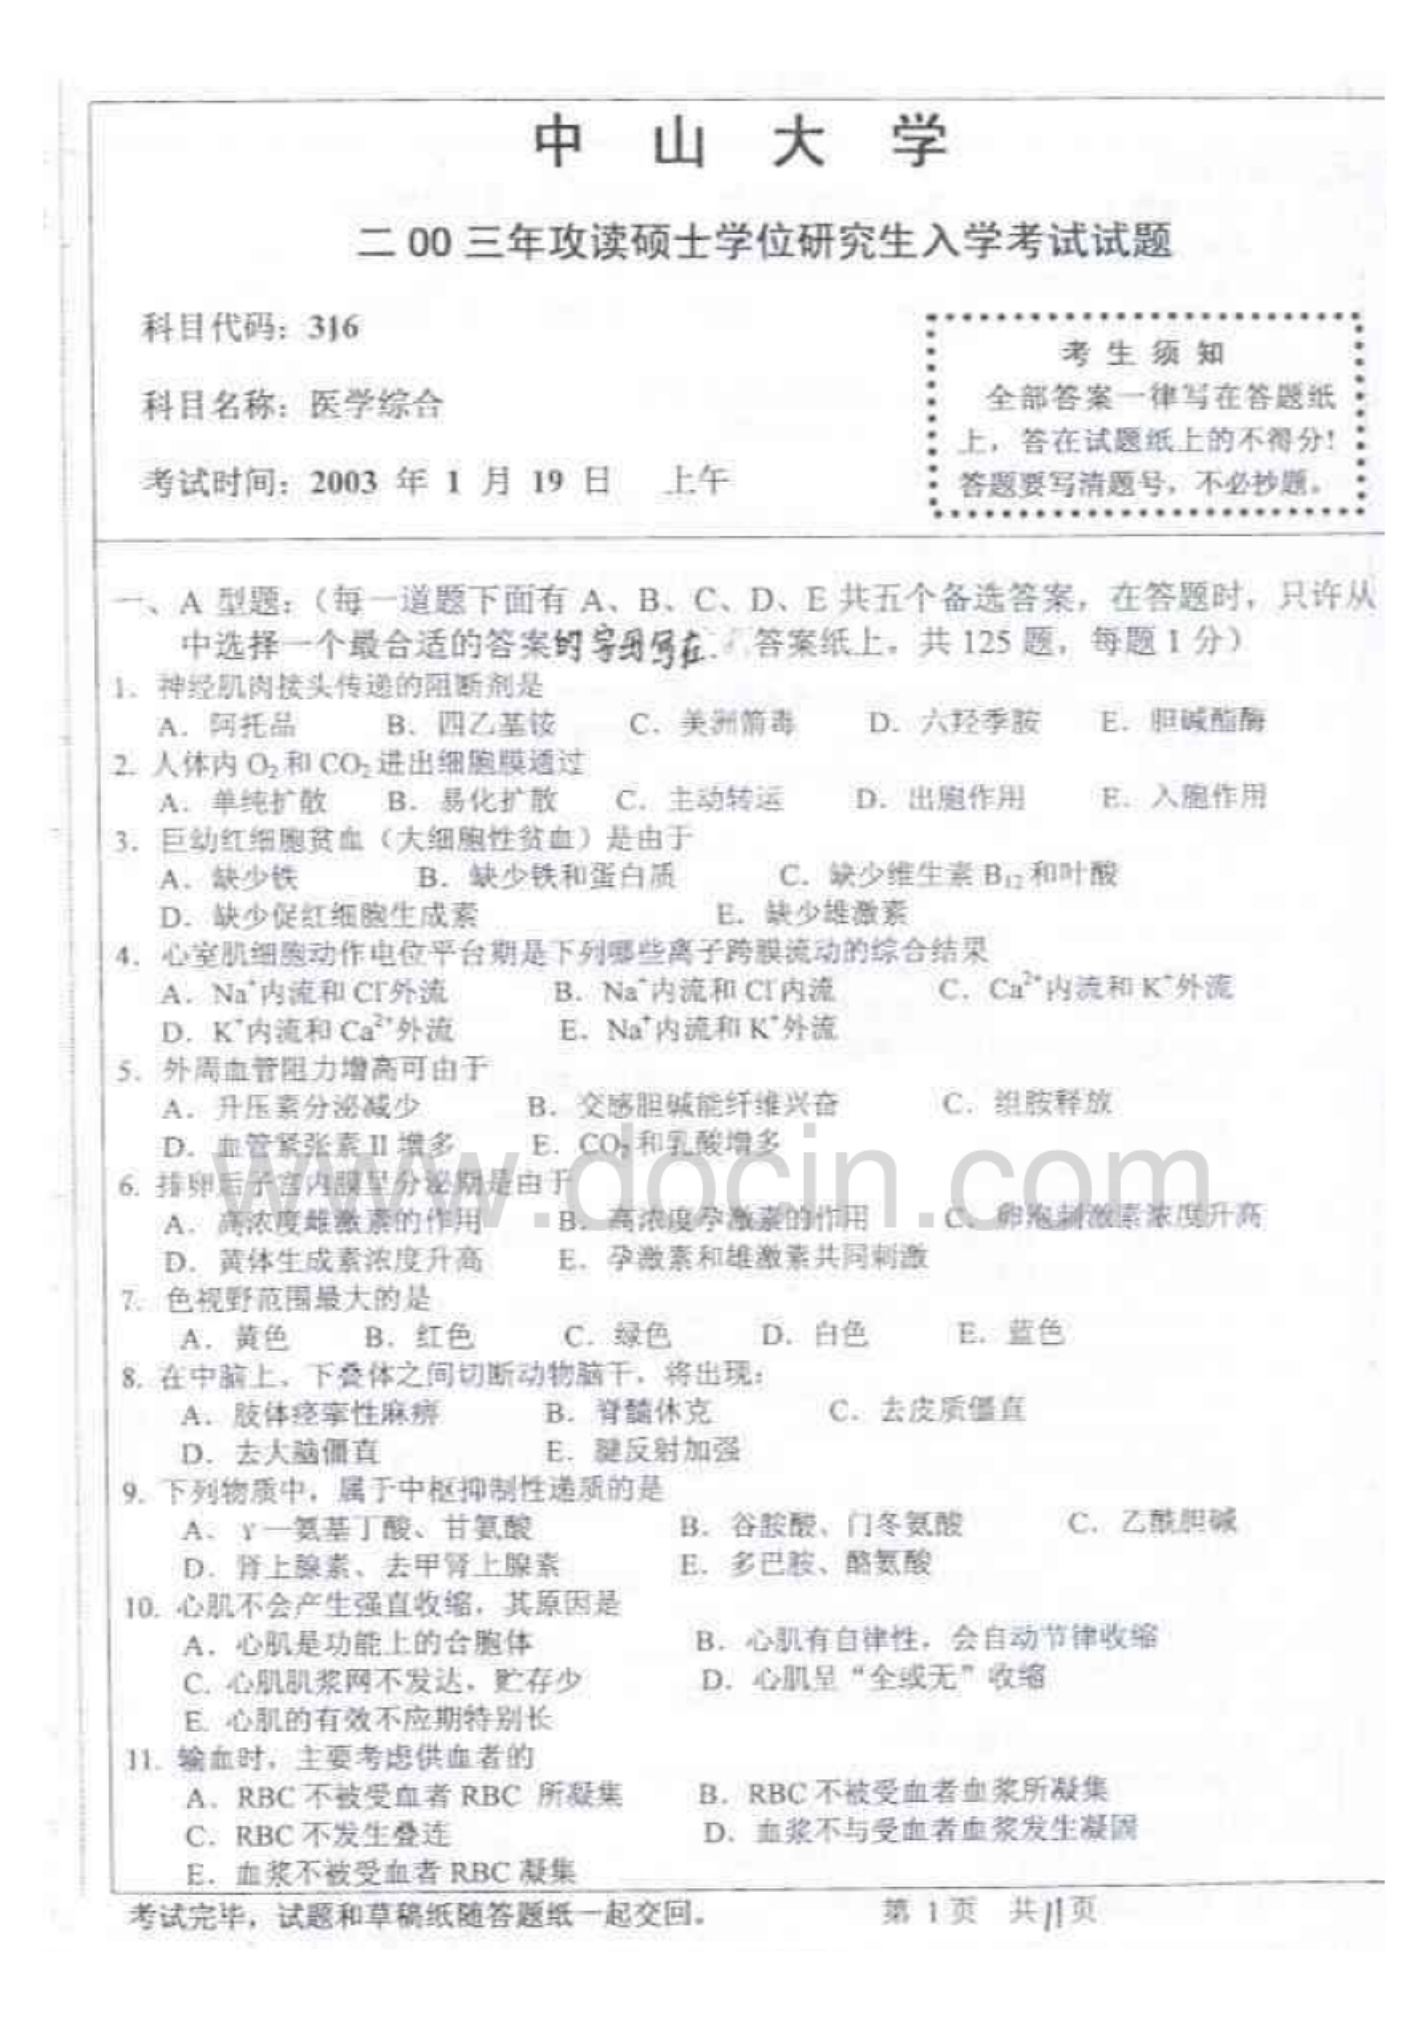 中 山 大 学
二00三年攻读硕士学位研究生入学考试试题
科目代码：316
科目名称：医学综合
考试时间：2003 年 1 月 19 日 上午
考 生 须 知
全部答案一律写在答题纸
上，答在试题纸上的不得分！
答题要写清题号，不必抄题。
一、A 型题：（每一道题下面有 A、B、C、D、E 共五个备选答案，在答题时，只许从
中选择一个最合适的答案的字母写在 答案纸上。共 125 题，每题 1 分）
1. 神经肌肉接头传递的阻断剂是
A．阿托品 B．四乙基铵 C．美洲箭毒 D．六羟季胺 E．胆碱酯酶
2. 人体内 O₂和 CO₂进出细胞膜通过
A．单纯扩散 B．易化扩散 C．主动转运 D．出胞作用 E．入胞作用
3. 巨幼红细胞贫血（大细胞性贫血）是由于
A．缺少铁 B．缺少铁和蛋白质 C．缺少维生素 B₁₂和叶酸
D．缺少促红细胞生成素 E．缺少雄激素
4. 心室肌细胞动作电位平台期是下列哪些离子跨膜流动的综合结果
A．Na⁺内流和 Cl⁻外流 B．Na⁺内流和 Cl⁻内流 C．Ca²⁺内流和 K⁺外流
D．K⁺内流和 Ca²⁺外流 E．Na⁺内流和 K⁺外流
5. 外周血管阻力增高可由于
A．升压素分泌减少 B．交感胆碱能纤维兴奋 C．组胺释放
D．血管紧张素 II 增多 E．CO₂和乳酸增多
6. 排卵后子宫内膜呈分泌期是由于
A．高浓度雌激素的作用 B．高浓度孕激素的作用 C．卵泡刺激素浓度升高
D．黄体生成素浓度升高 E．孕激素和雄激素共同刺激
7. 色视野范围最大的是
A．黄色 B．红色 C．绿色 D．白色 E．蓝色
8. 在中脑上、下叠体之间切断动物脑干，将出现：
A．肢体痉挛性麻痹 B．脊髓休克 C．去皮质僵直
D．去大脑僵直 E．腱反射加强
9. 下列物质中，属于中枢抑制性递质的是
A．γ—氨基丁酸、甘氨酸 B．谷胺酸、门冬氨酸 C．乙酰胆碱
D．肾上腺素、去甲肾上腺素 E．多巴胺、酪氨酸
10. 心肌不会产生强直收缩，其原因是
A．心肌是功能上的合胞体 B．心肌有自律性，会自动节律收缩
C．心肌肌浆网不发达，贮存少 D．心肌呈“全或无”收缩
E. 心肌的有效不应期特别长
11. 输血时，主要考虑供血者的
A．RBC 不被受血者 RBC 所凝集 B．RBC 不被受血者血浆所凝集
C．RBC 不发生叠连 D．血浆不与受血者血浆发生凝固
E．血浆不被受血者 RBC 凝集
考试完毕，试题和草稿纸随答题纸一起交回。 第 1 页 共 11 页
www.docin.com